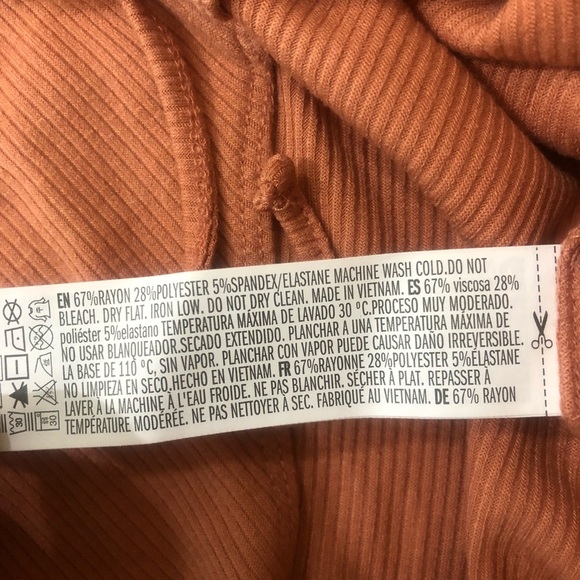 EN 67%RAYON 28%POLYESTER 5%SPANDEX/ELASTANE MACHINE WASH COLD.DO NOT
BLEACH. DRY FLAT. IRON LOW. DO NOT DRY CLEAN. MADE IN VIETNAM. ES 67% viscosa 28%
poliéster 5%elastano TEMPERATURA MÁXIMA DE LAVADO 30 °C.PROCESO MUY MODERADO.
NO USAR BLANQUEADOR.SECADO EXTENDIDO. PLANCHAR A UNA TEMPERATURA MÁXIMA DE
LA BASE DE 110 °C, SIN VAPOR. PLANCHAR CON VAPOR PUEDE CAUSAR DAÑO IRREVERSIBLE.
NO LIMPIEZA EN SECO.HECHO EN VIETNAM. FR 67%RAYONNE 28%POLYESTER 5%ÉLASTANE
LAVER À LA MACHINE À L'EAU FROIDE. NE PAS BLANCHIR. SÉCHER À PLAT. REPASSER À
TEMPÉRATURE MODÉRÉE. NE PAS NETTOYER À SEC. FABRIQUÉ AU VIETNAM. DE 67% RAYON
30
30